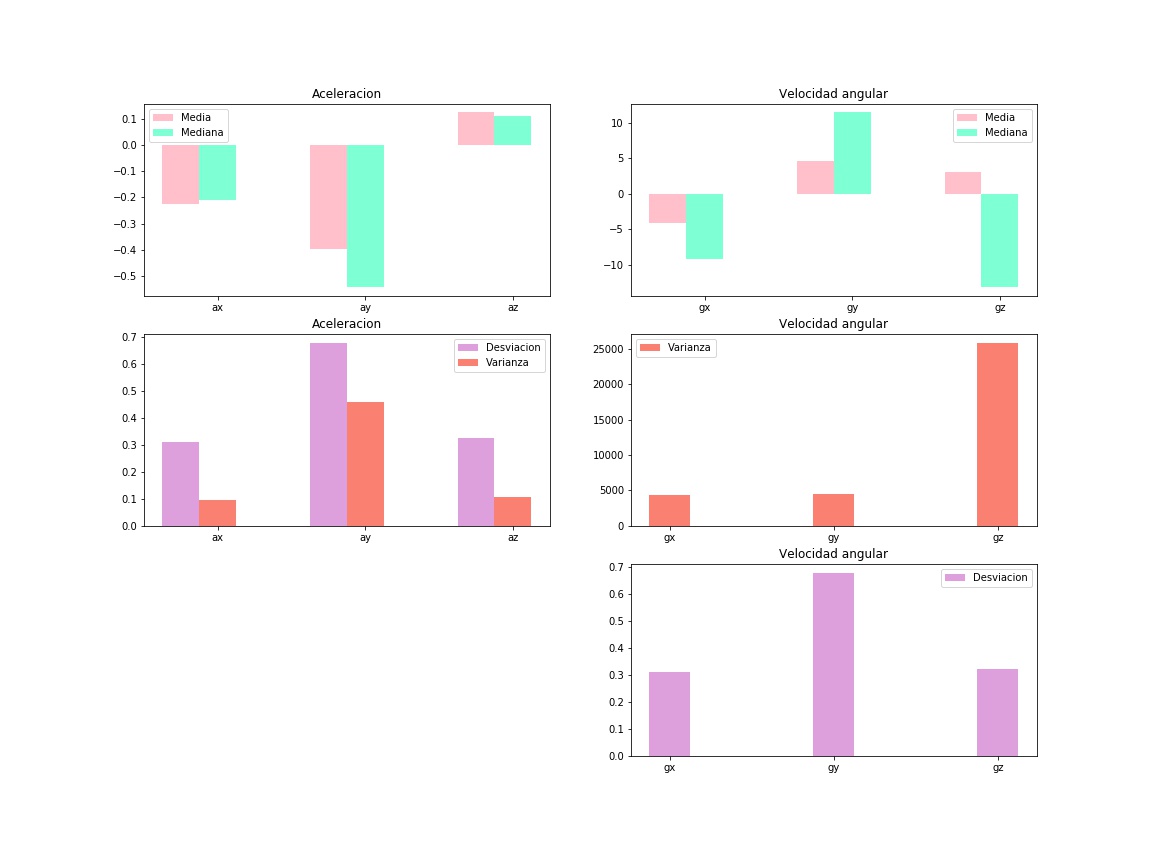 Aceleracion
Media
Mediana
0.1
0.0
−0.1
−0.2
−0.3
−0.4
−0.5
ax ay az
Velocidad angular
Media
Mediana
10
5
0
−5
−10
gx gy gz
Aceleracion
Desviacion
Varianza
0.7
0.6
0.5
0.4
0.3
0.2
0.1
0.0
ax ay az
Velocidad angular
Varianza
25000
20000
15000
10000
5000
0
gx gy gz
Velocidad angular
Desviacion
0.7
0.6
0.5
0.4
0.3
0.2
0.1
0.0
gx gy gz